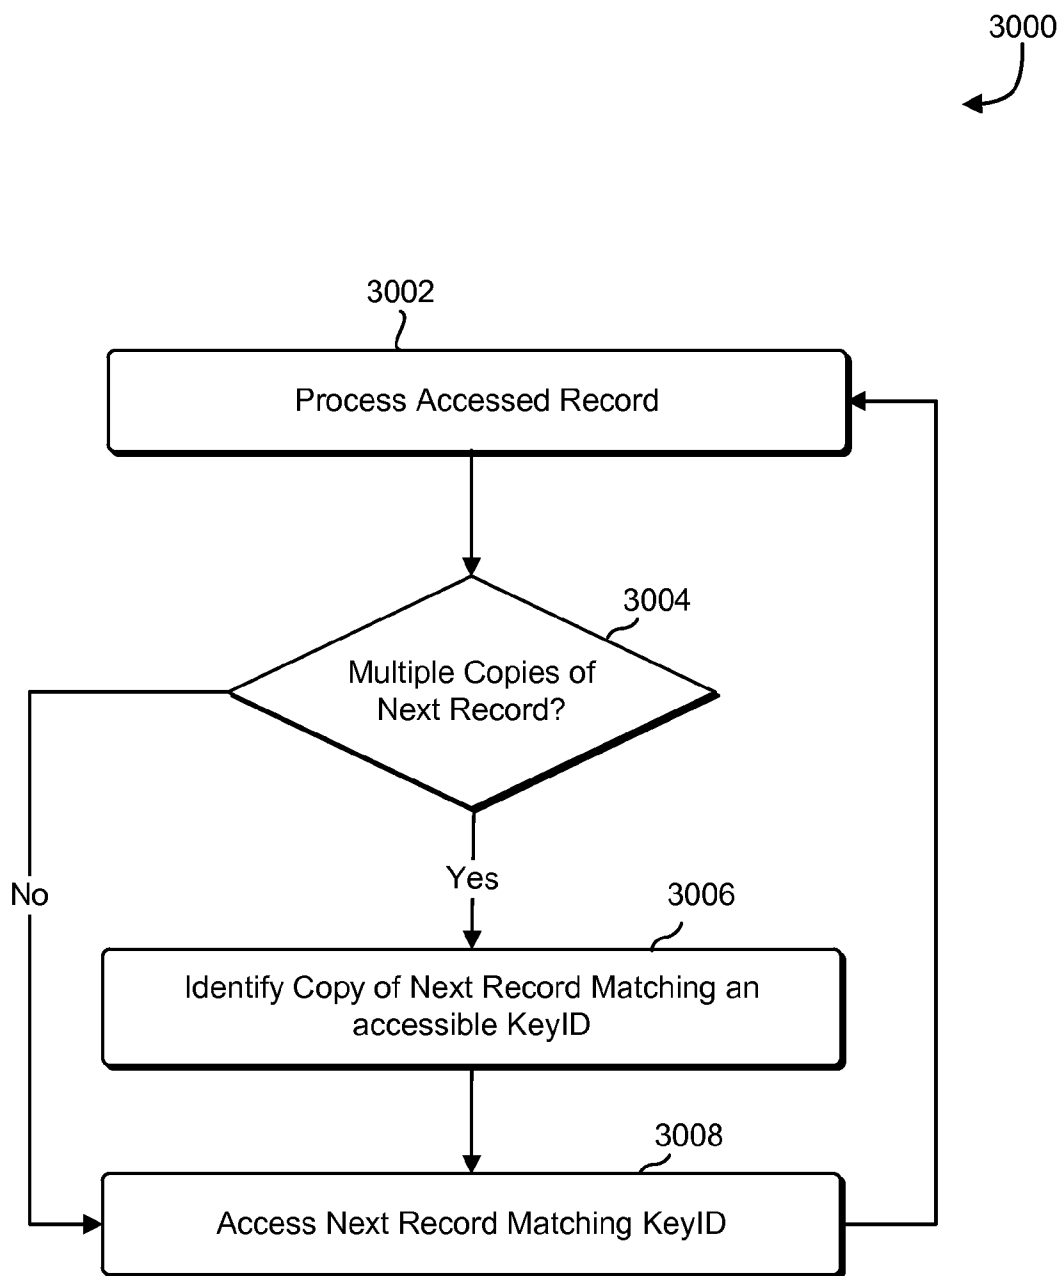 3000
3002
Process Accessed Record
3004
Multiple Copies of
Next Record?
No
Yes
3006
Identify Copy of Next Record Matching an
accessible KeyID
3008
Access Next Record Matching KeyID